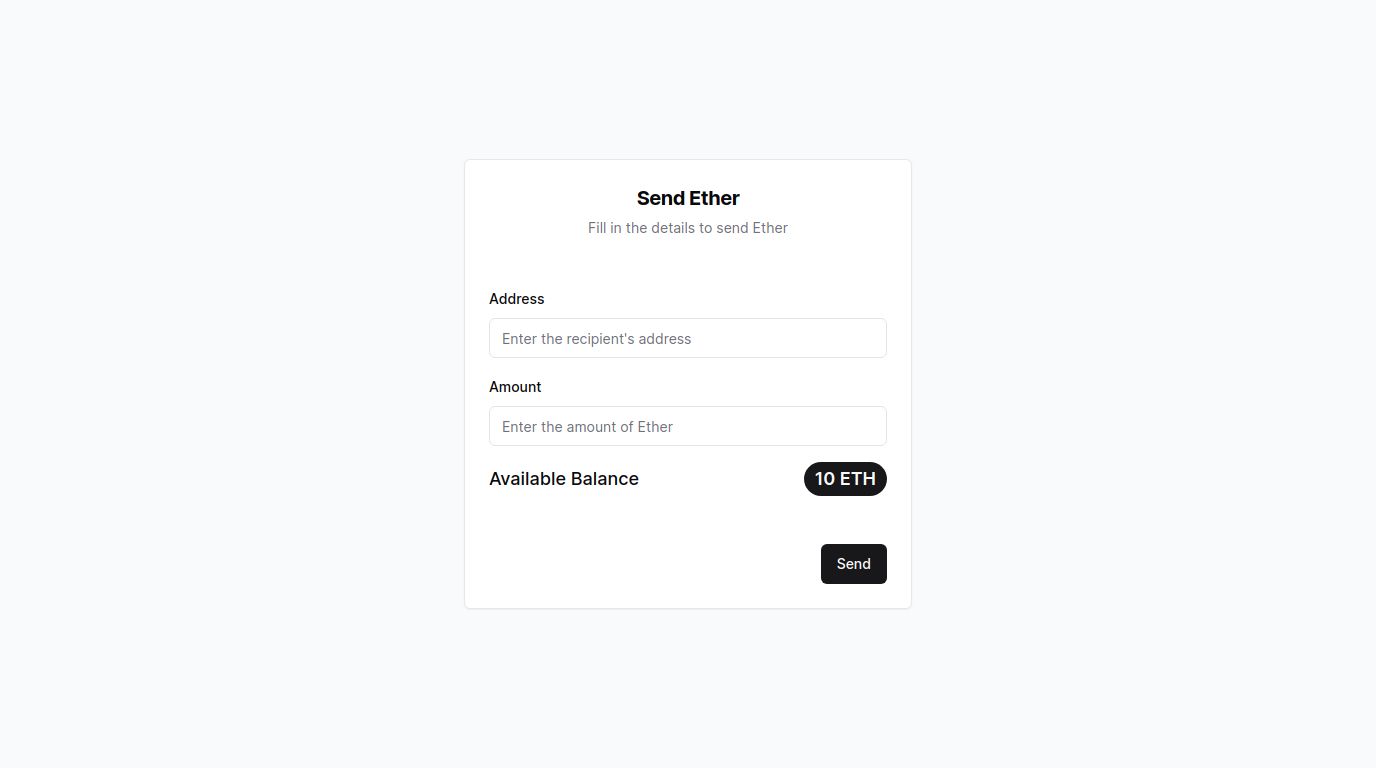 Send Ether
Fill in the details to send Ether
Address
Enter the recipient's address
Amount
Enter the amount of Ether
Available Balance
10 ETH
Send